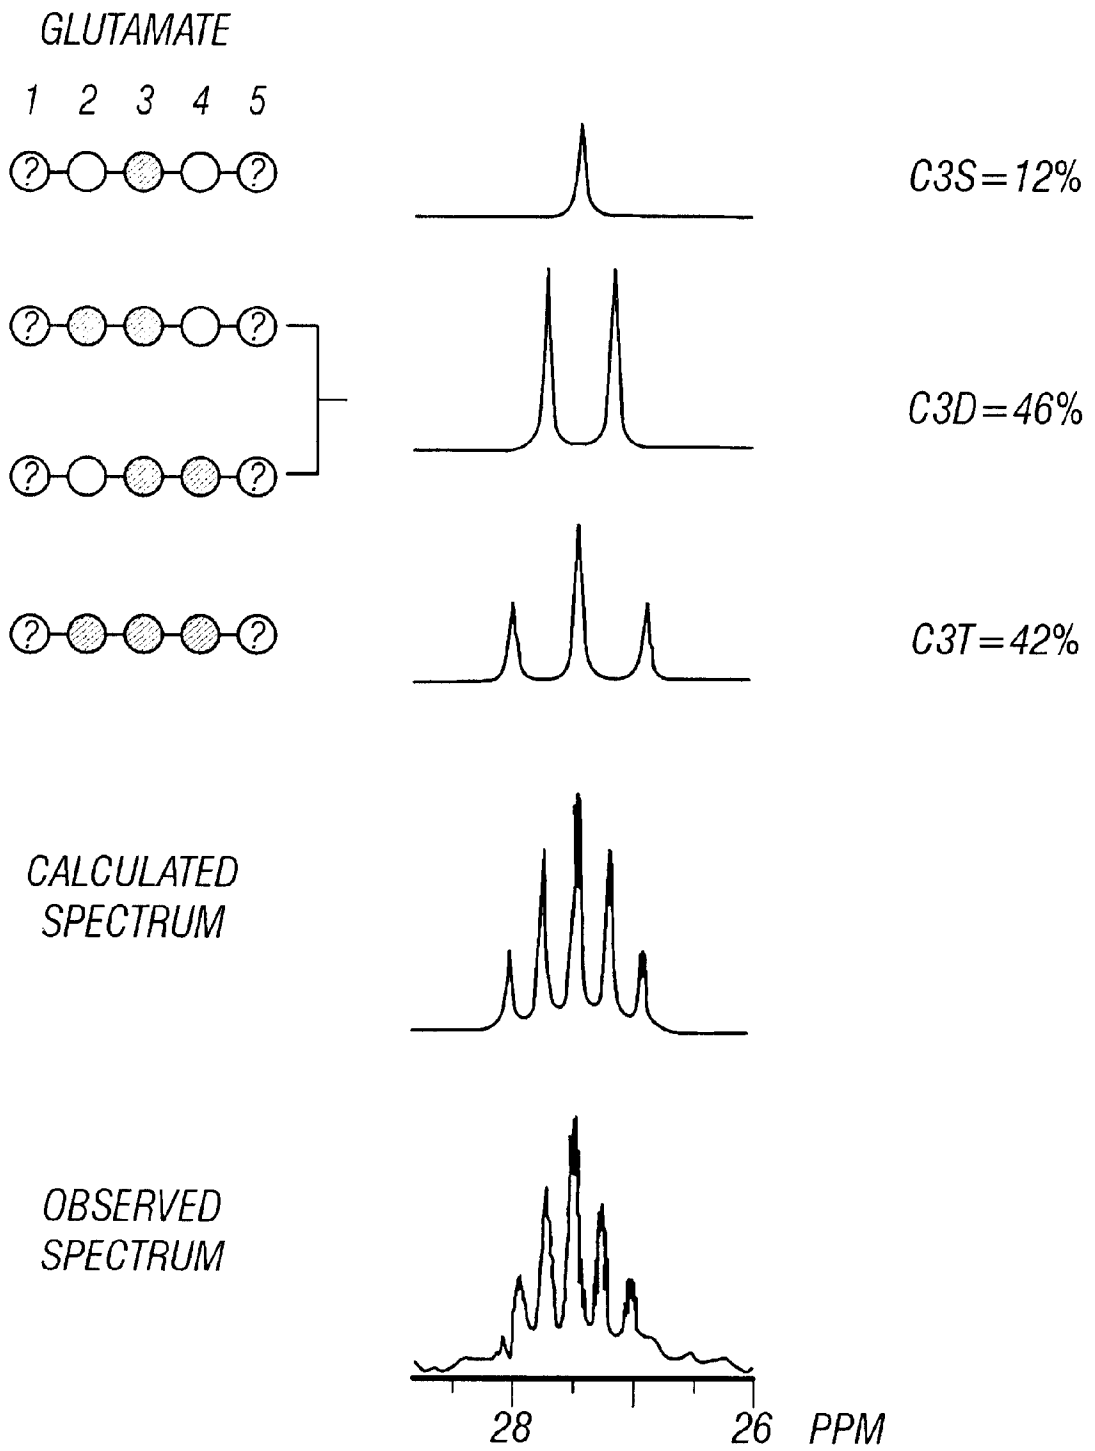 GLUTAMATE
1 2 3 4 5
? ?
C3S=12%
? ?
C3D=46%
? ?
? ?
C3T=42%
CALCULATED
SPECTRUM
OBSERVED
SPECTRUM
28 26 PPM